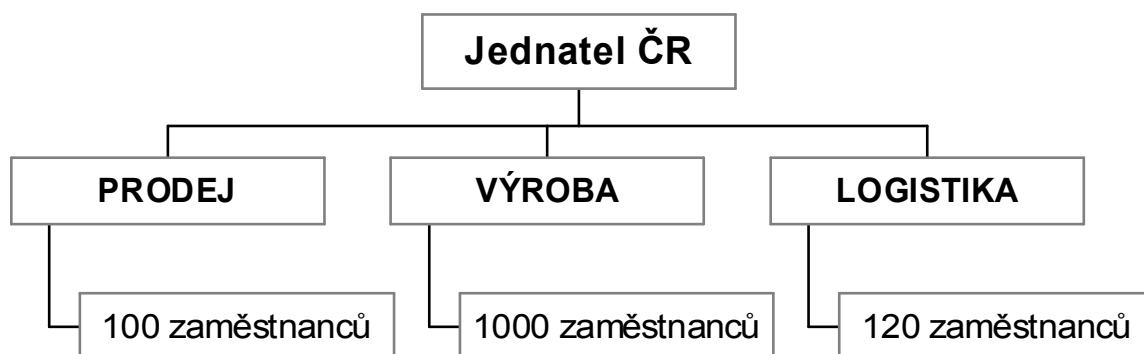 Jednatel ČR
PRODEJ
VÝROBA
LOGISTIKA
100 zaměstnanců
1000 zaměstnanců
120 zaměstnanců